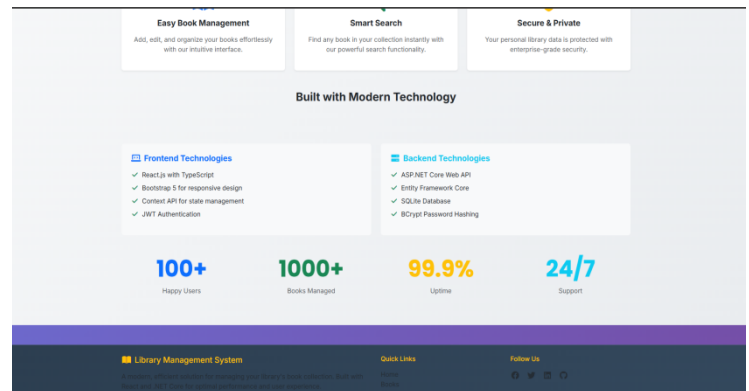 Easy Book Management
Add, edit, and organize your books effortlessly
with our intuitive interface.
Smart Search
Find any book in your collection instantly with
our powerful search functionality.
Secure & Private
Your personal library data is protected with
enterprise-grade security.
Built with Modern Technology
Frontend Technologies
React.js with TypeScript
Bootstrap 5 for responsive design
Context API for state management
JWT Authentication
Backend Technologies
ASP.NET Core Web API
Entity Framework Core
SQLite Database
BCrypt Password Hashing
100+
Happy Users
1000+
Books Managed
99.9%
Uptime
24/7
Support
Library Management System
Quick Links
Home
Follow Us